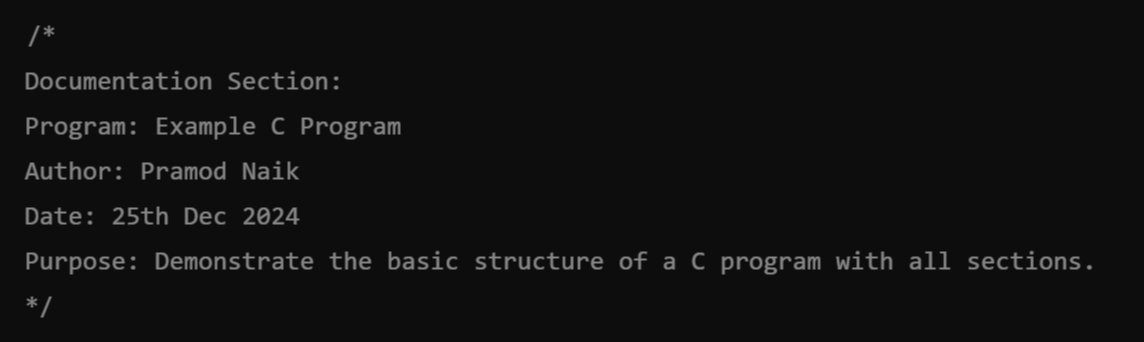 /*
Documentation Section:
Program: Example C Program
Author: Pramod Naik
Date: 25th Dec 2024
Purpose: Demonstrate the basic structure of a C program with all sections.
*/